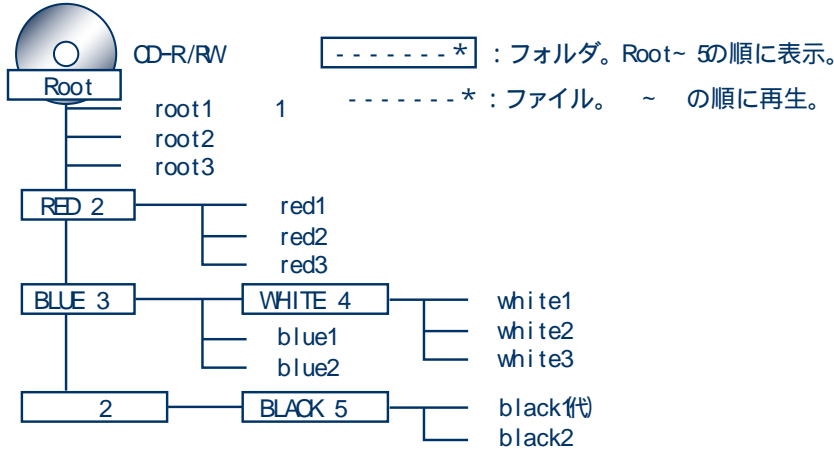 CD-R/RW
- - - - - - - * : フォルダ。Root~ 5の順に表示。
Root
- - - - - - - * : ファイル。 ~ の順に再生。
root1 1
root2
root3
RED 2
red1
red2
red3
BLUE 3 WHITE 4 white1
blue1 white2
blue2 white3
2 BLACK 5 black1(代)
black2